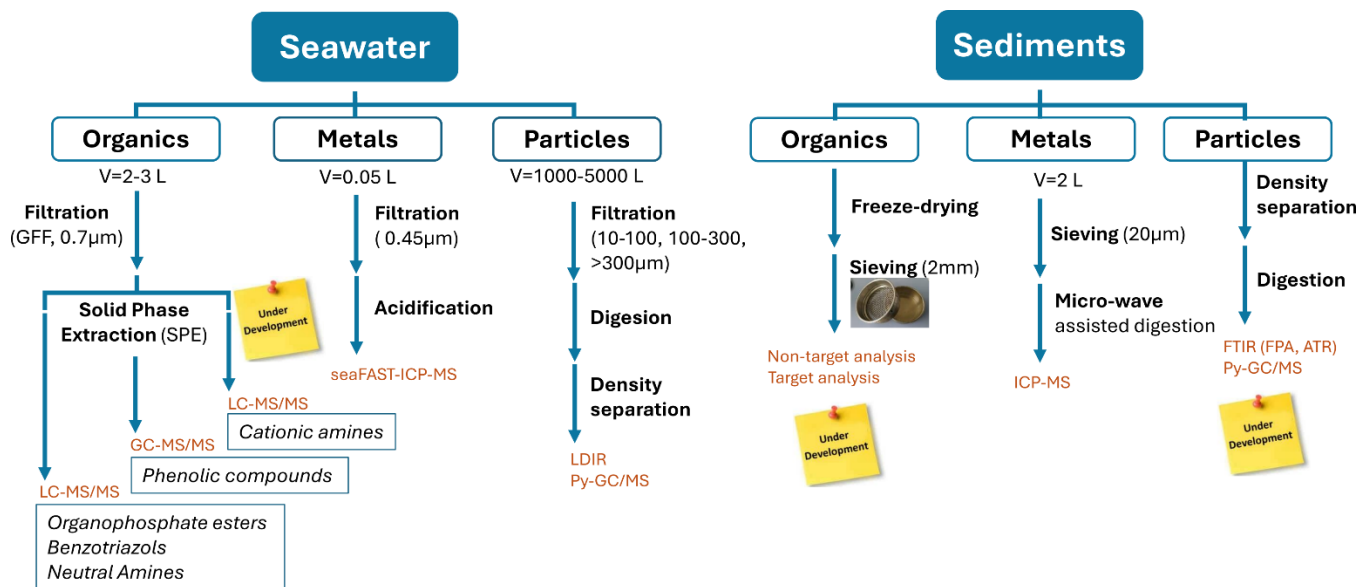 Seawater
Organics
V=2-3 L
Filtration
(GFF, 0.7µm)
Solid Phase
Extraction (SPE)
Under
Development
LC-MS/MS
Cationic amines
GC-MS/MS
Phenolic compounds
LC-MS/MS
Organophosphate esters
Benzotriazols
Neutral Amines
Metals
V=0.05 L
Filtration
( 0.45µm)
Acidification
seaFAST-ICP-MS
Particles
V=1000-5000 L
Filtration
(10-100, 100-300,
>300µm)
Digesion
Density
separation
LDIR
Py-GC/MS
Sediments
Organics
Freeze-drying
Sieving (2mm)
Non-target analysis
Target analysis
Under
Development
Metals
V=2 L
Sieving (20µm)
Micro-wave
assisted digestion
ICP-MS
Particles
Density
separation
Digestion
FTIR (FPA, ATR)
Py-GC/MS
Under
Development